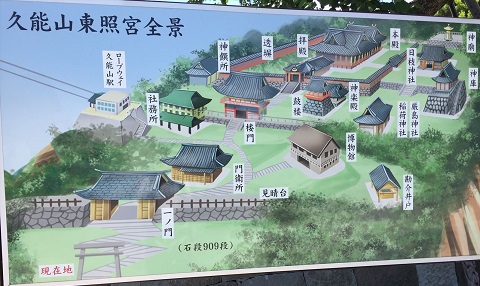 久能山東照宮全景
ロープウェイ
久能山駅
社務所
神饌所
透塀
拝殿
本殿
日枝神社
神廟
神庫
厳島神社
稲荷神社
神楽殿
鼓楼
楼門
博物館
門衛所
見晴台
勘介井戸
一ノ門
(石段909段)
現在地